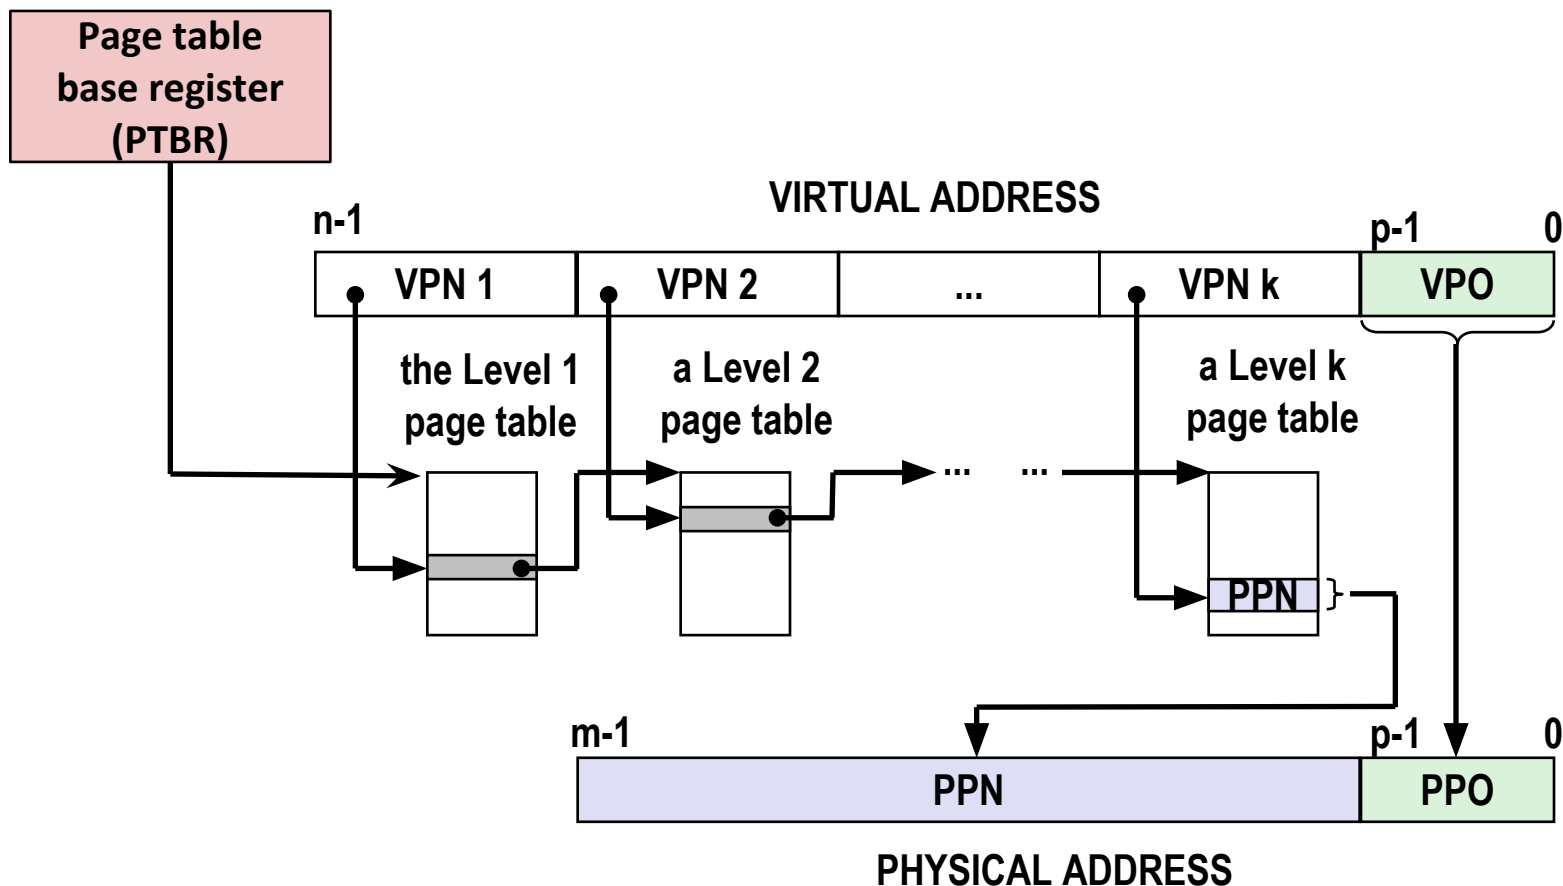 Page table
base register
(PTBR)
VIRTUAL ADDRESS
n-1
p-1
0
VPN 1
VPN 2
...
VPN k
VPO
the Level 1
page table
a Level 2
page table
a Level k
page table
...
...
PPN
m-1
p-1
0
PPN
PPO
PHYSICAL ADDRESS